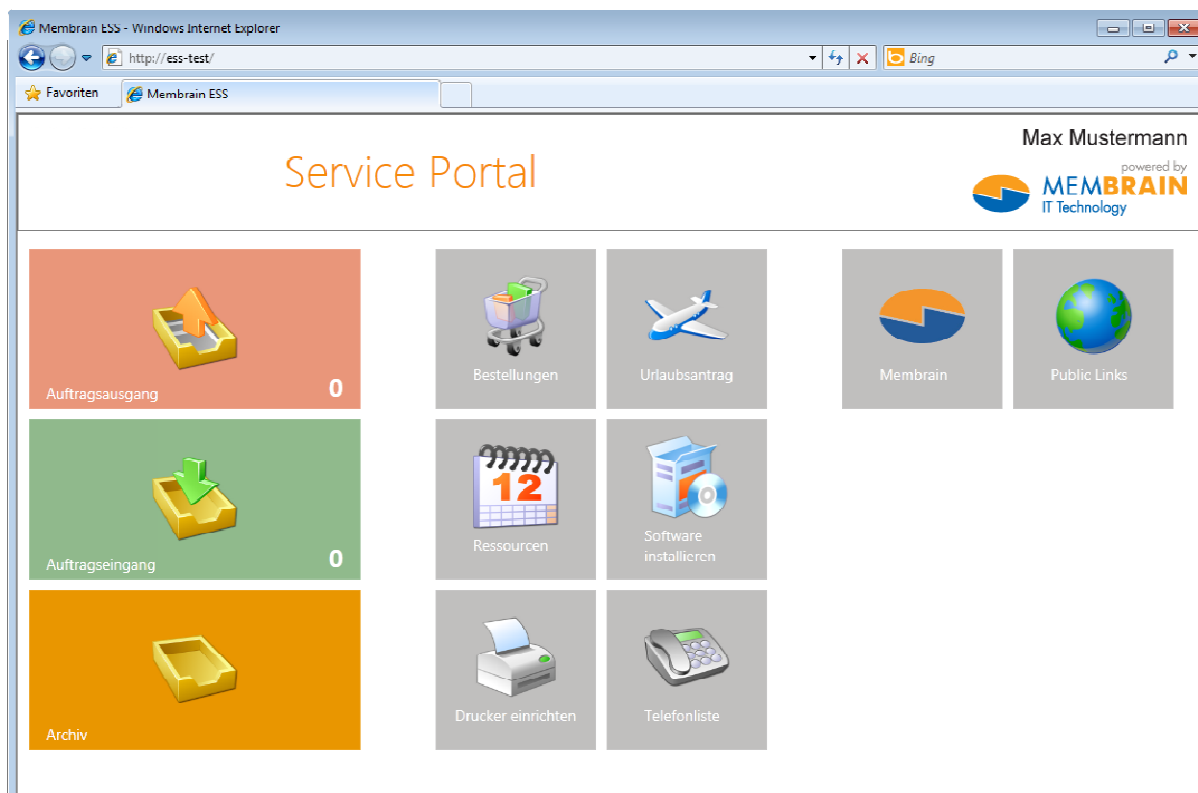 Membrain ESS - Windows Internet Explorer
http://ess-test/
Bing
Favoriten
Membrain ESS
Max Mustermann
Service Portal
powered by
MEMBRAIN
IT Technology
Auftragsausgang 0
Bestellungen
Urlaubsantrag
Membrain
Public Links
Auftragseingang 0
12
Ressourcen
Software
installieren
Archiv
Drucker einrichten
Telefonliste